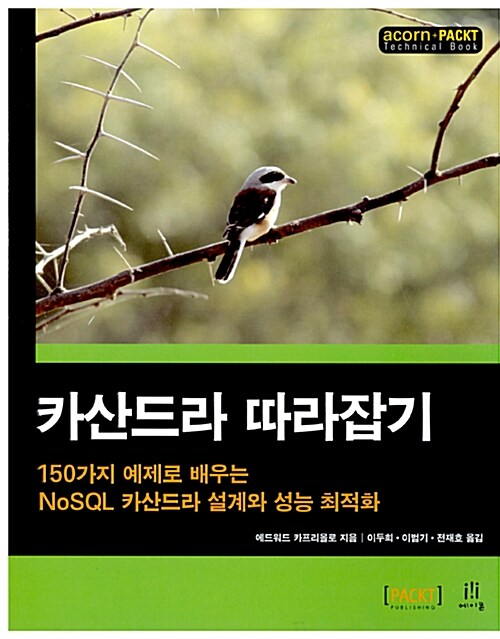 acorn+PACKT
Technical Book
카산드라 따라잡기
150가지 예제로 배우는
NoSQL 카산드라 설계와 성능 최적화
에드워드 카프리올로 지음 | 이두희 • 이범기 • 전재호 옮김
[PACKT]
PUBLISHING
에이콘